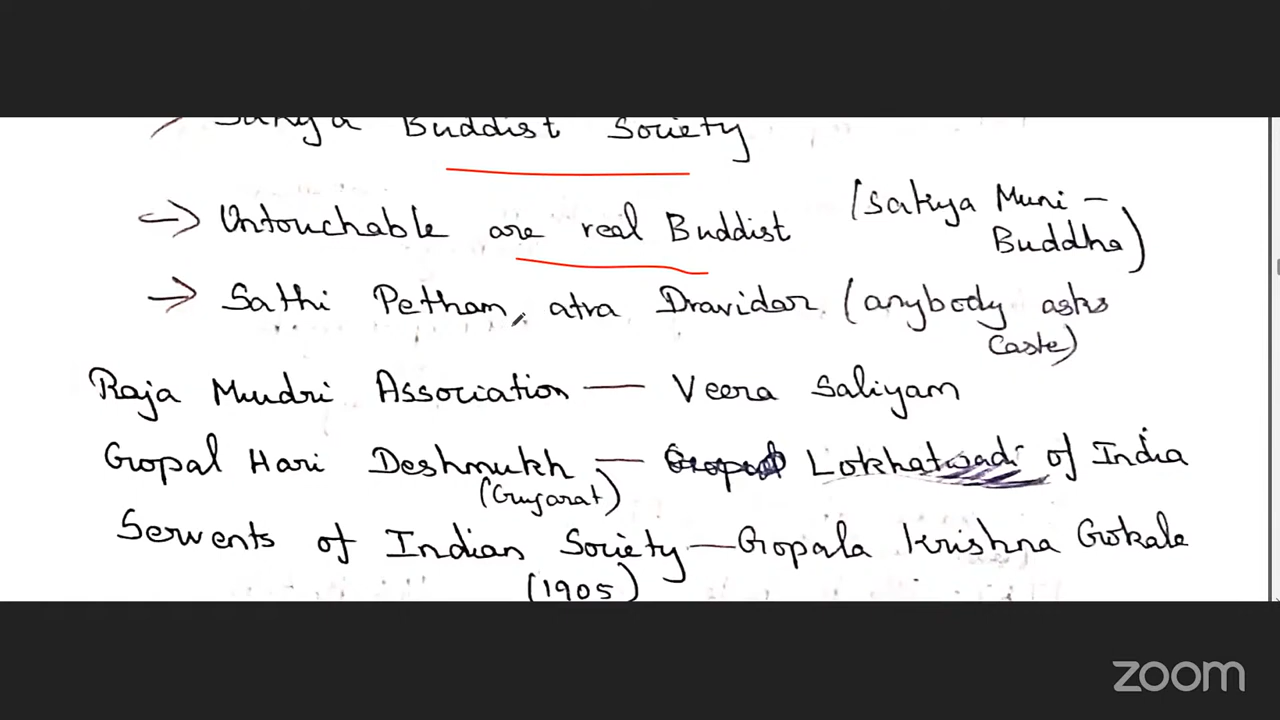 → Sakya Buddist Society
→ Untouchable are real Buddist (Sakya Muni -
Buddha)
→ Sathi Petham, atra Dravidar (anybody asks
Caste)
Raja Mundri Association — Veera Saliyam
Gopal Hari Deshmukh — Lokhatwadi of India
(Gujarat)
Servents of Indian Society — Gopala Krishna Gokale
(1905)
zoom